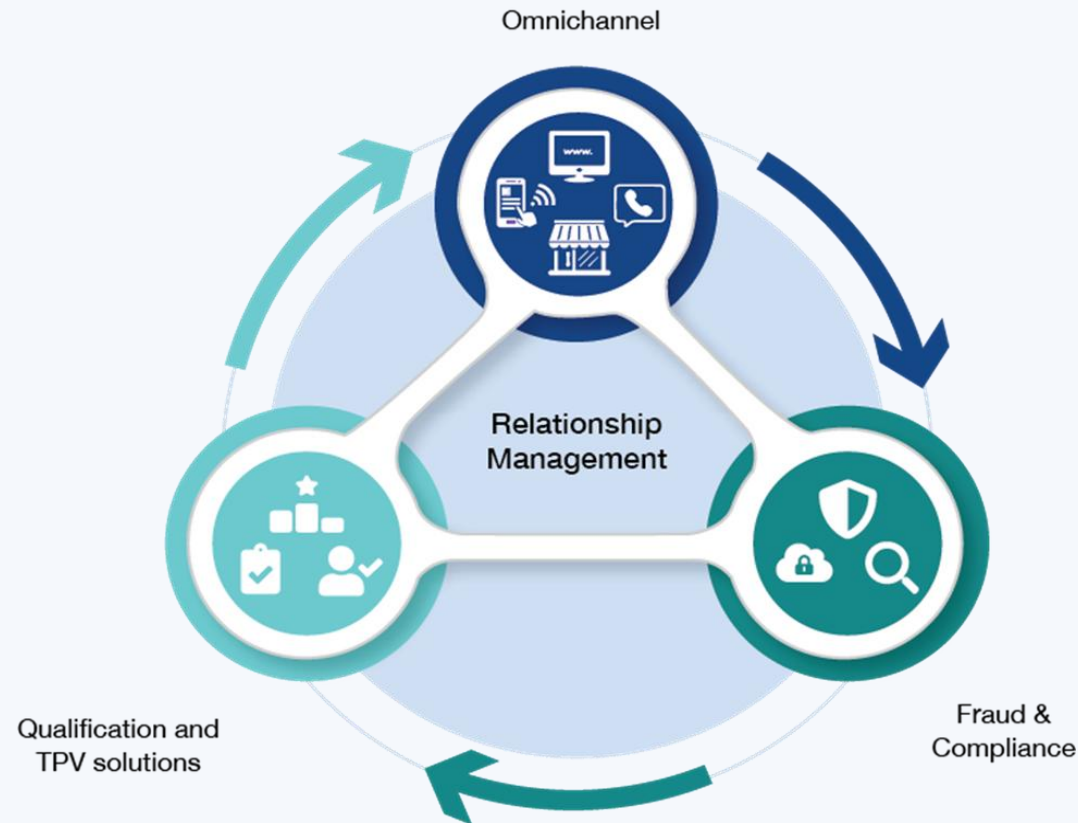 Omnichannel
www.
Relationship
Management
Qualification and
TPV solutions
Fraud &
Compliance